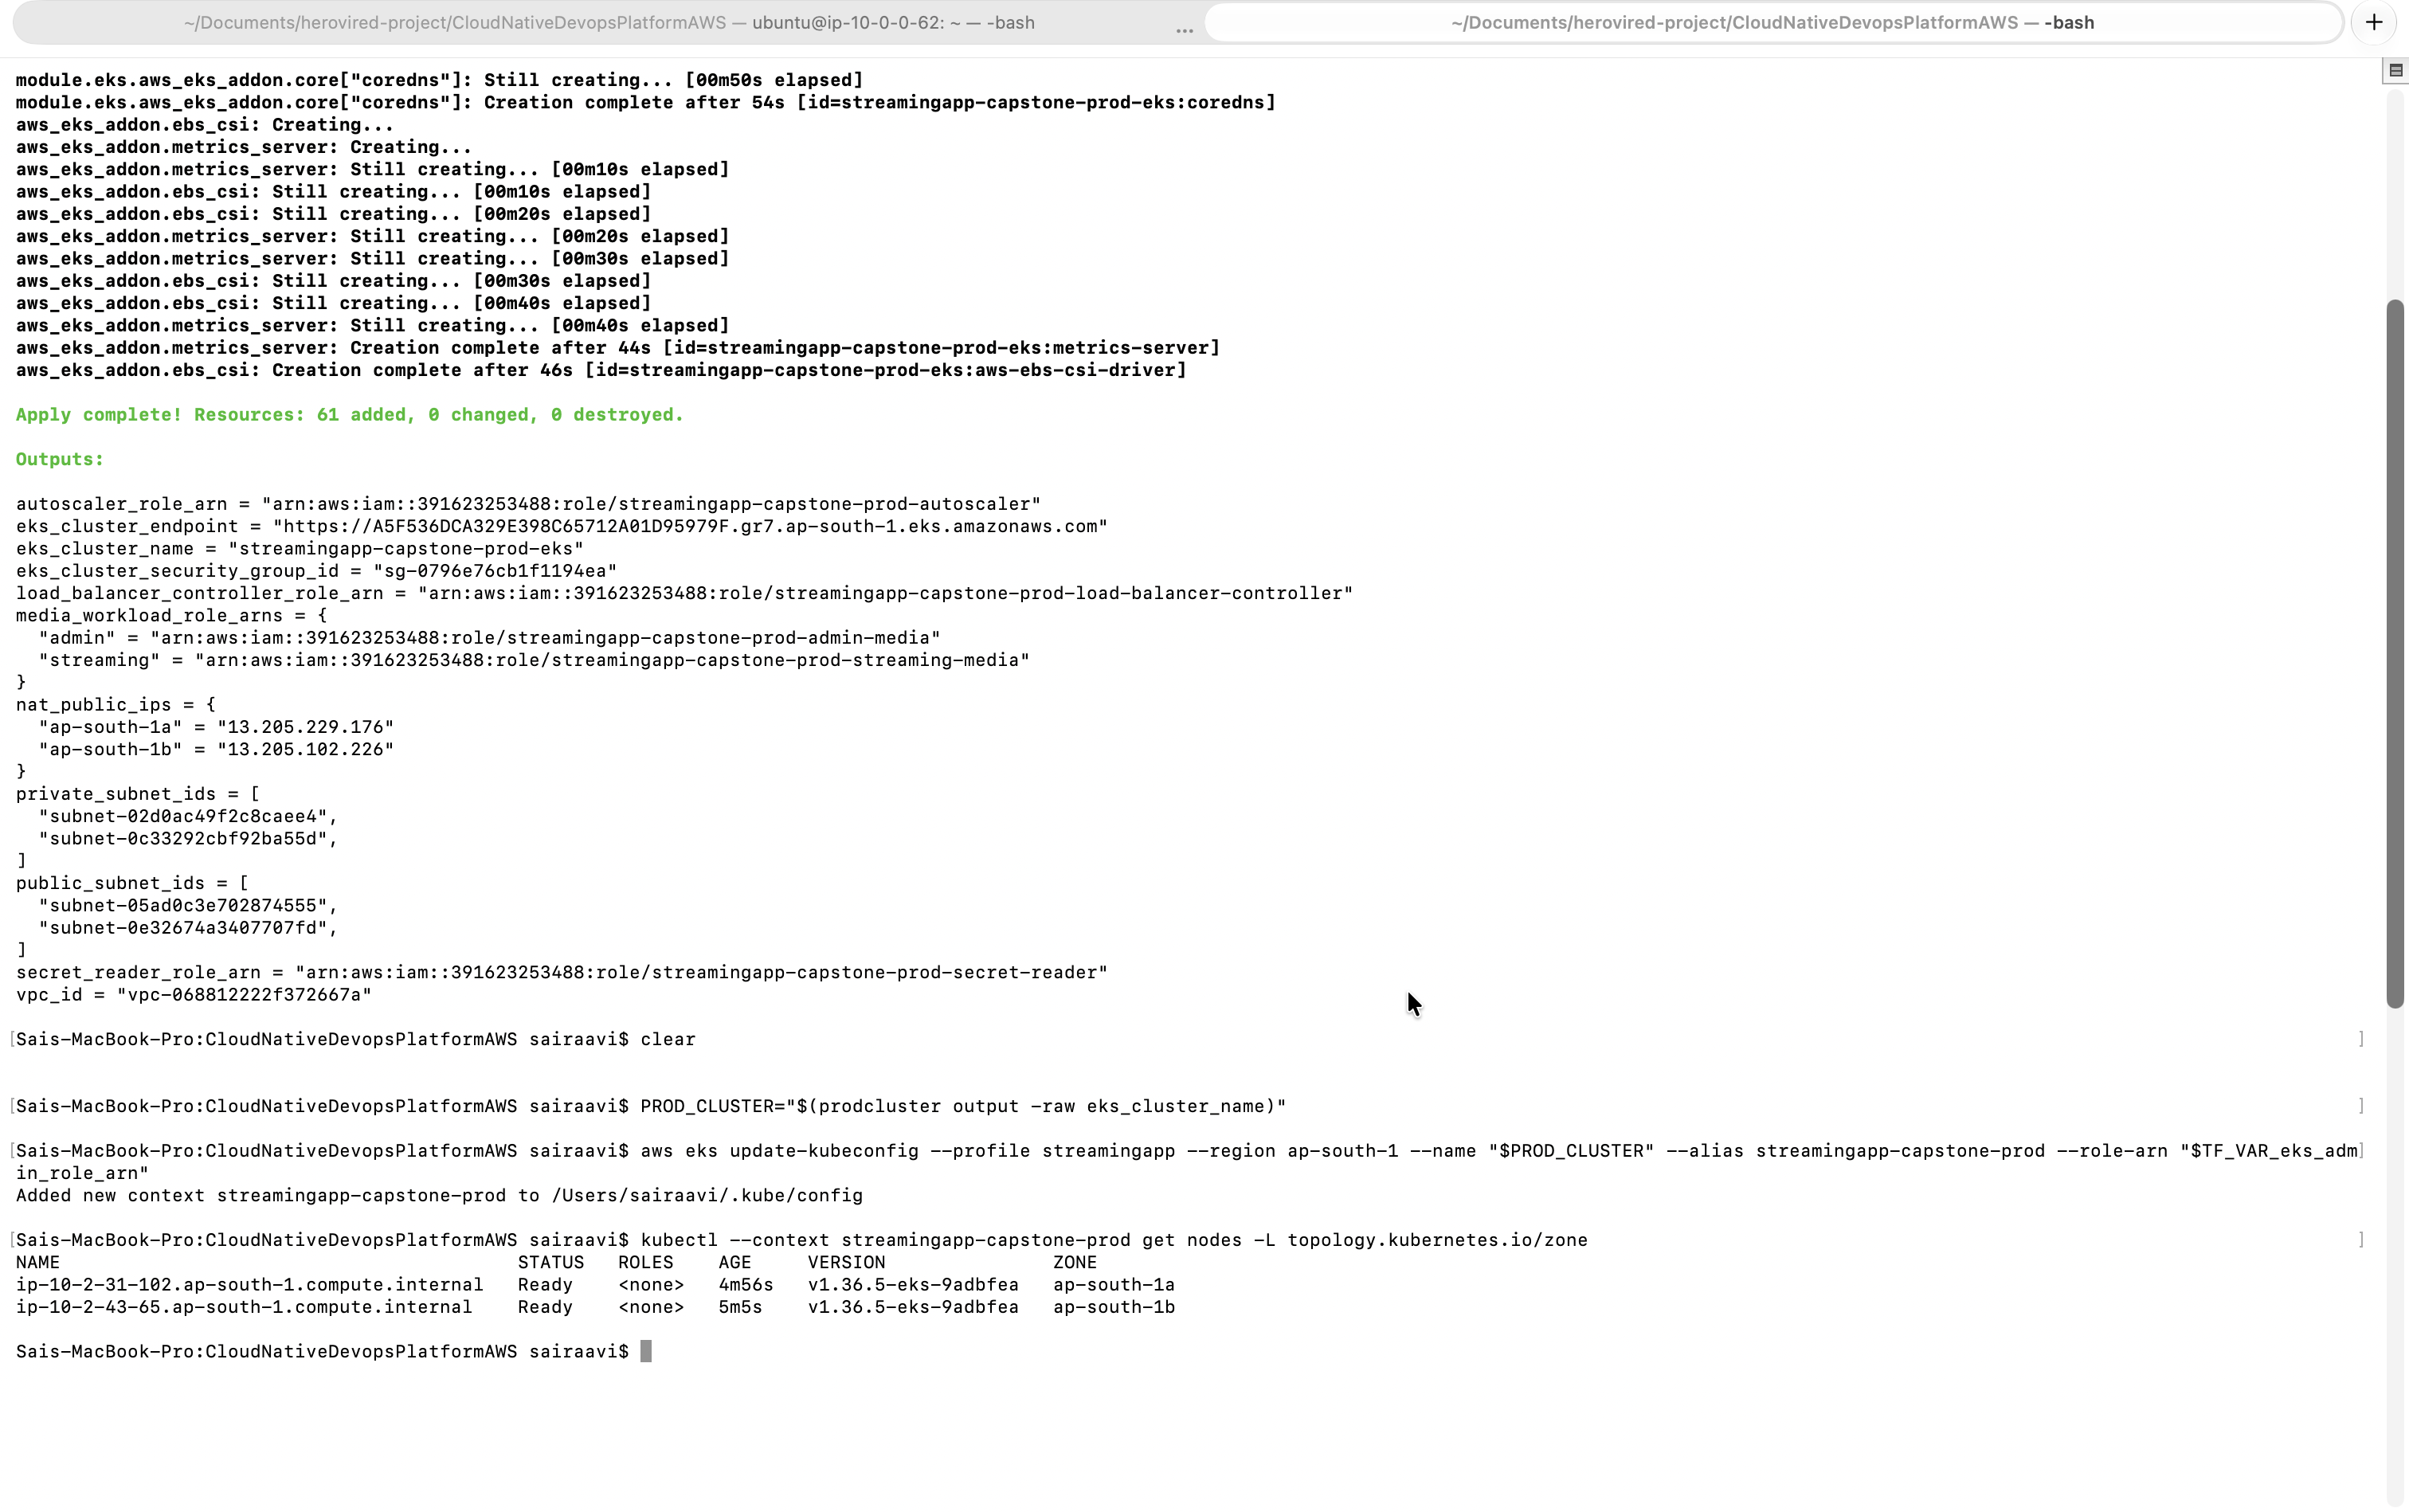 ~/Documents/herovired-project/CloudNativeDevopsPlatformAWS — ubuntu@ip-10-0-0-62: ~ — -bash
...
~/Documents/herovired-project/CloudNativeDevopsPlatformAWS — -bash
+
module.eks.aws_eks_addon.core["coredns"]: Still creating... [00m50s elapsed]
module.eks.aws_eks_addon.core["coredns"]: Creation complete after 54s [id=streamingapp-capstone-prod-eks:coredns]
aws_eks_addon.ebs_csi: Creating...
aws_eks_addon.metrics_server: Creating...
aws_eks_addon.metrics_server: Still creating... [00m10s elapsed]
aws_eks_addon.ebs_csi: Still creating... [00m10s elapsed]
aws_eks_addon.ebs_csi: Still creating... [00m20s elapsed]
aws_eks_addon.metrics_server: Still creating... [00m20s elapsed]
aws_eks_addon.metrics_server: Still creating... [00m30s elapsed]
aws_eks_addon.ebs_csi: Still creating... [00m30s elapsed]
aws_eks_addon.ebs_csi: Still creating... [00m40s elapsed]
aws_eks_addon.metrics_server: Still creating... [00m40s elapsed]
aws_eks_addon.metrics_server: Creation complete after 44s [id=streamingapp-capstone-prod-eks:metrics-server]
aws_eks_addon.ebs_csi: Creation complete after 46s [id=streamingapp-capstone-prod-eks:aws-ebs-csi-driver]
Apply complete! Resources: 61 added, 0 changed, 0 destroyed.
Outputs:
autoscaler_role_arn = "arn:aws:iam::391623253488:role/streamingapp-capstone-prod-autoscaler"
eks_cluster_endpoint = "https://A5F536DCA329E398C65712A01D95979F.gr7.ap-south-1.eks.amazonaws.com"
eks_cluster_name = "streamingapp-capstone-prod-eks"
eks_cluster_security_group_id = "sg-0796e76cb1f1194ea"
load_balancer_controller_role_arn = "arn:aws:iam::391623253488:role/streamingapp-capstone-prod-load-balancer-controller"
media_workload_role_arns = {
  "admin" = "arn:aws:iam::391623253488:role/streamingapp-capstone-prod-admin-media"
  "streaming" = "arn:aws:iam::391623253488:role/streamingapp-capstone-prod-streaming-media"
}
nat_public_ips = {
  "ap-south-1a" = "13.205.229.176"
  "ap-south-1b" = "13.205.102.226"
}
private_subnet_ids = [
  "subnet-02d0ac49f2c8caee4",
  "subnet-0c33292cbf92ba55d",
]
public_subnet_ids = [
  "subnet-05ad0c3e702874555",
  "subnet-0e32674a3407707fd",
]
secret_reader_role_arn = "arn:aws:iam::391623253488:role/streamingapp-capstone-prod-secret-reader"
vpc_id = "vpc-068812222f372667a"
[Sais-MacBook-Pro:CloudNativeDevopsPlatformAWS sairaavi$ clear ]
[Sais-MacBook-Pro:CloudNativeDevopsPlatformAWS sairaavi$ PROD_CLUSTER="$(prodcluster output -raw eks_cluster_name)" ]
[Sais-MacBook-Pro:CloudNativeDevopsPlatformAWS sairaavi$ aws eks update-kubeconfig --profile streamingapp --region ap-south-1 --name "$PROD_CLUSTER" --alias streamingapp-capstone-prod --role-arn "$TF_VAR_eks_adm]
in_role_arn"
Added new context streamingapp-capstone-prod to /Users/sairaavi/.kube/config
[Sais-MacBook-Pro:CloudNativeDevopsPlatformAWS sairaavi$ kubectl --context streamingapp-capstone-prod get nodes -L topology.kubernetes.io/zone ]
NAME STATUS ROLES AGE VERSION ZONE
ip-10-2-31-102.ap-south-1.compute.internal Ready <none> 4m56s v1.36.5-eks-9adbfea ap-south-1a
ip-10-2-43-65.ap-south-1.compute.internal Ready <none> 5m5s v1.36.5-eks-9adbfea ap-south-1b
Sais-MacBook-Pro:CloudNativeDevopsPlatformAWS sairaavi$